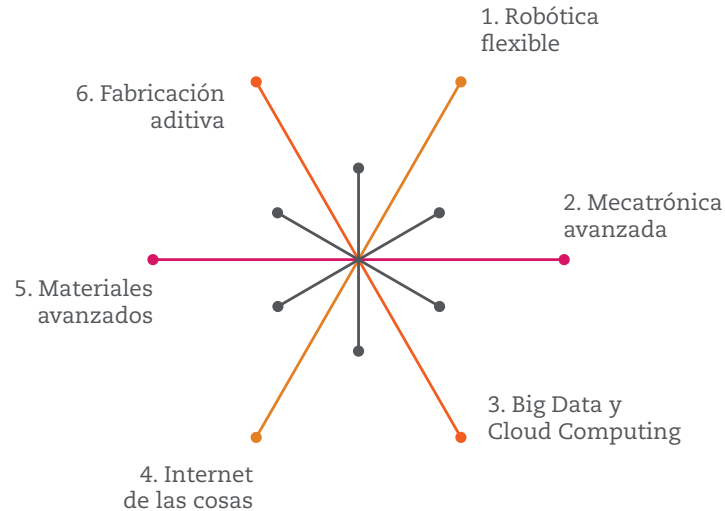 1. Robótica
flexible
2. Mecatrónica
avanzada
3. Big Data y
Cloud Computing
4. Internet
de las cosas
5. Materiales
avanzados
6. Fabricación
aditiva